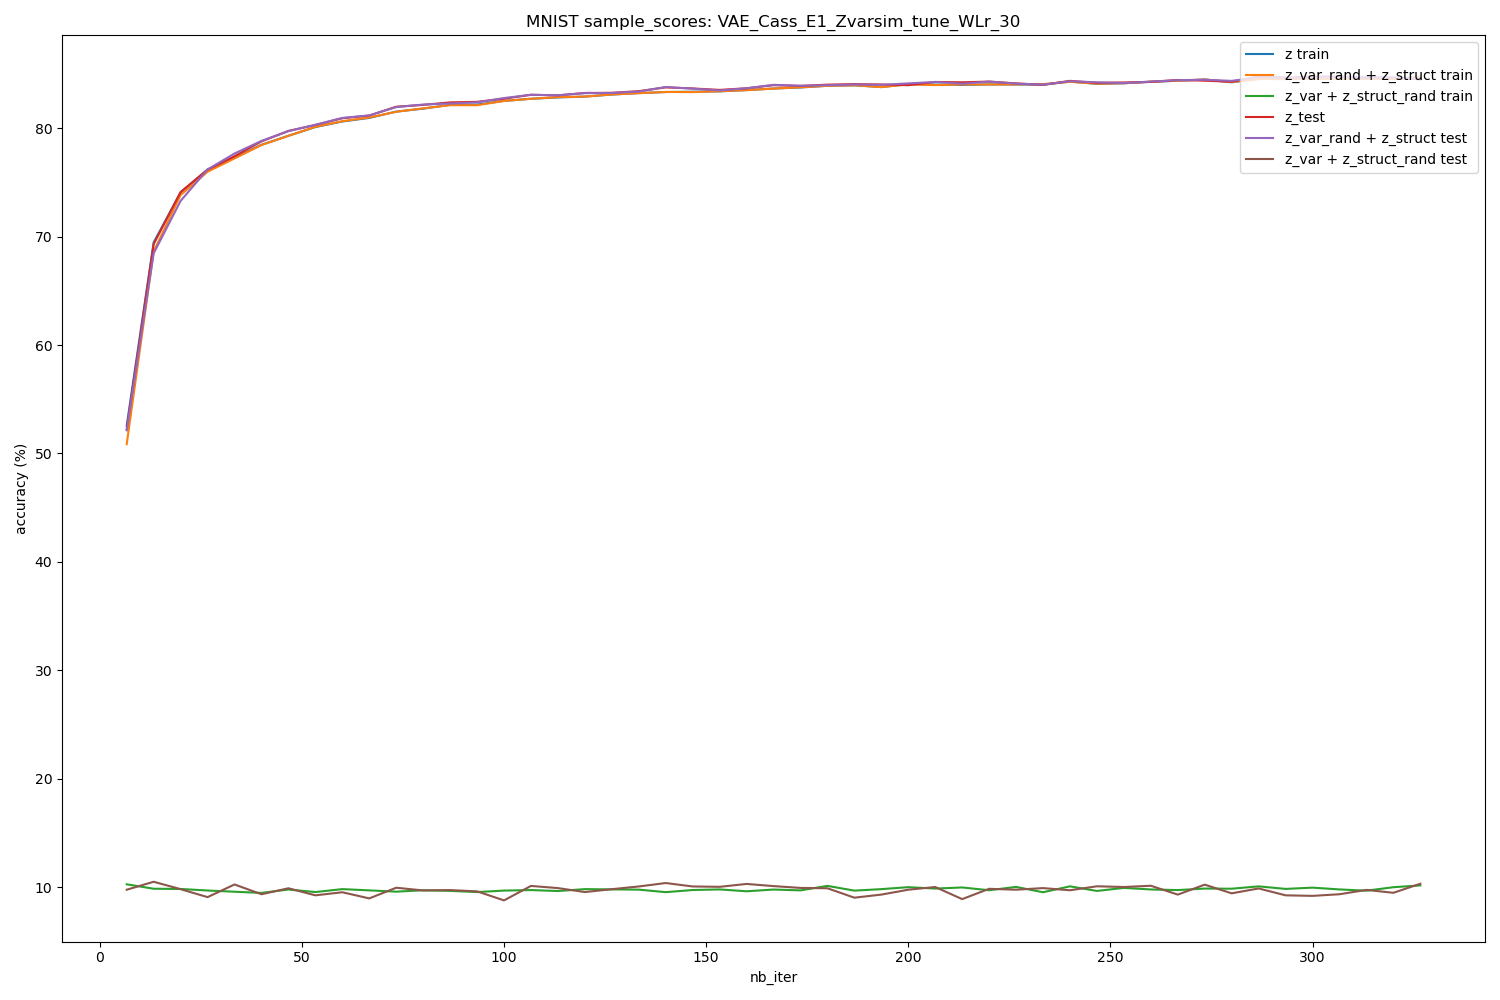 MNIST sample_scores: VAE_Cass_E1_Zvarsim_tune_WLr_30
z train
z_var_rand + z_struct train
z_var + z_struct_rand train
z_test
z_var_rand + z_struct test
z_var + z_struct_rand test
accuracy (%)
80
70
60
50
40
30
20
10
0
50
100
150
200
250
300
nb_iter